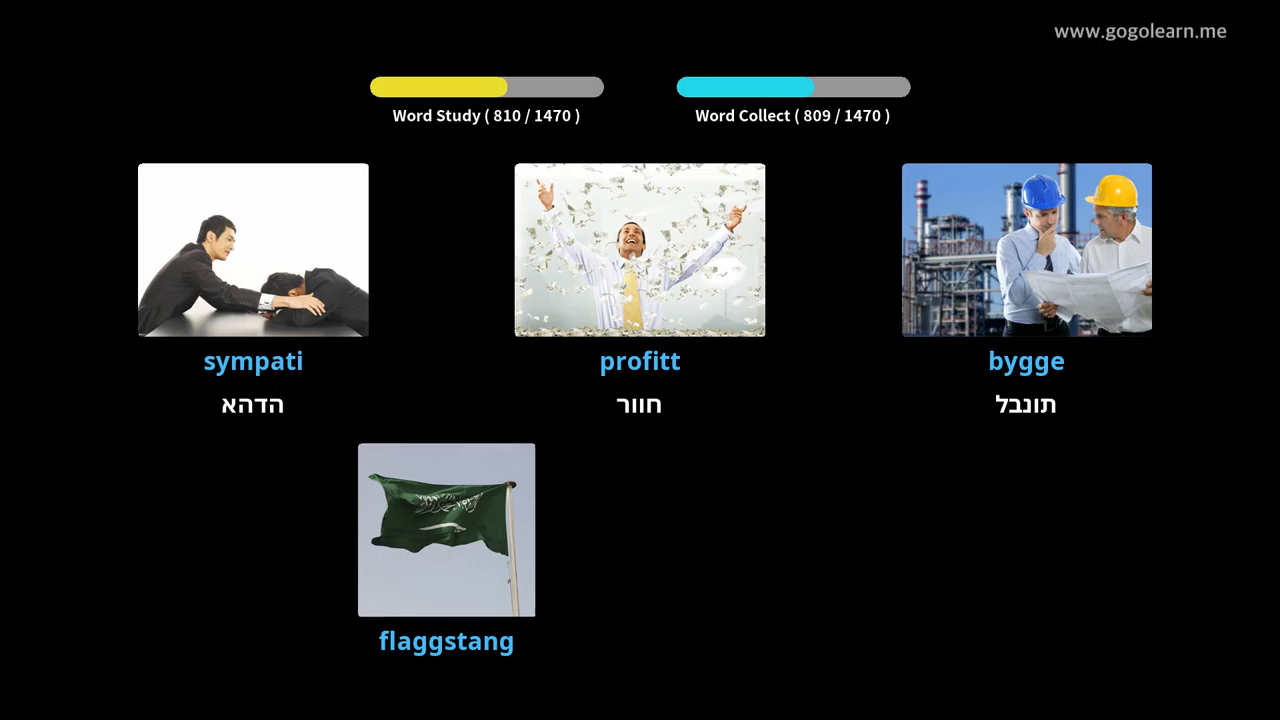 www.gogolearn.me
Word Study ( 810 / 1470 )
Word Collect ( 809 / 1470 )
sympati
profitt
bygge
הדהא
חוור
תונבל
flaggstang